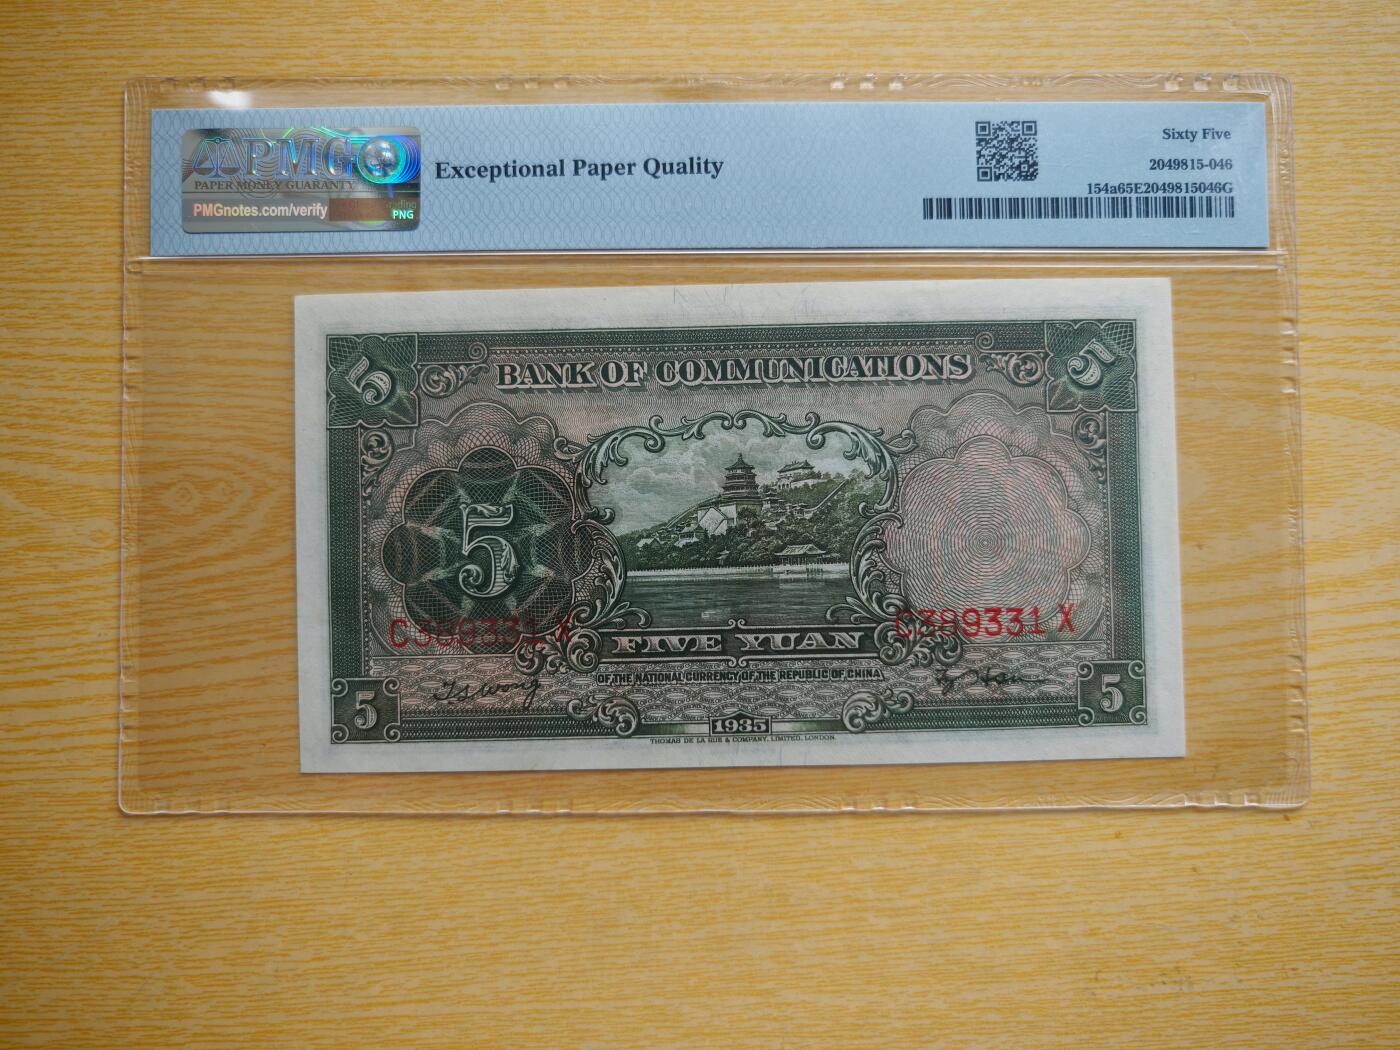 PMG
PAPER MONEY GUARANTY
PMGnotes.com/verify
PNG
Exceptional Paper Quality
Sixty Five
2049815-046
154a65E2049815046G
5
5
BANK OF COMMUNICATIONS
5
C389331 X
C389331 X
FIVE YUAN
OF THE NATIONAL CURRENCY OF THE REPUBLIC OF CHINA
5
5
1935
THOMAS DE LA RUE & COMPANY, LIMITED, LONDON.